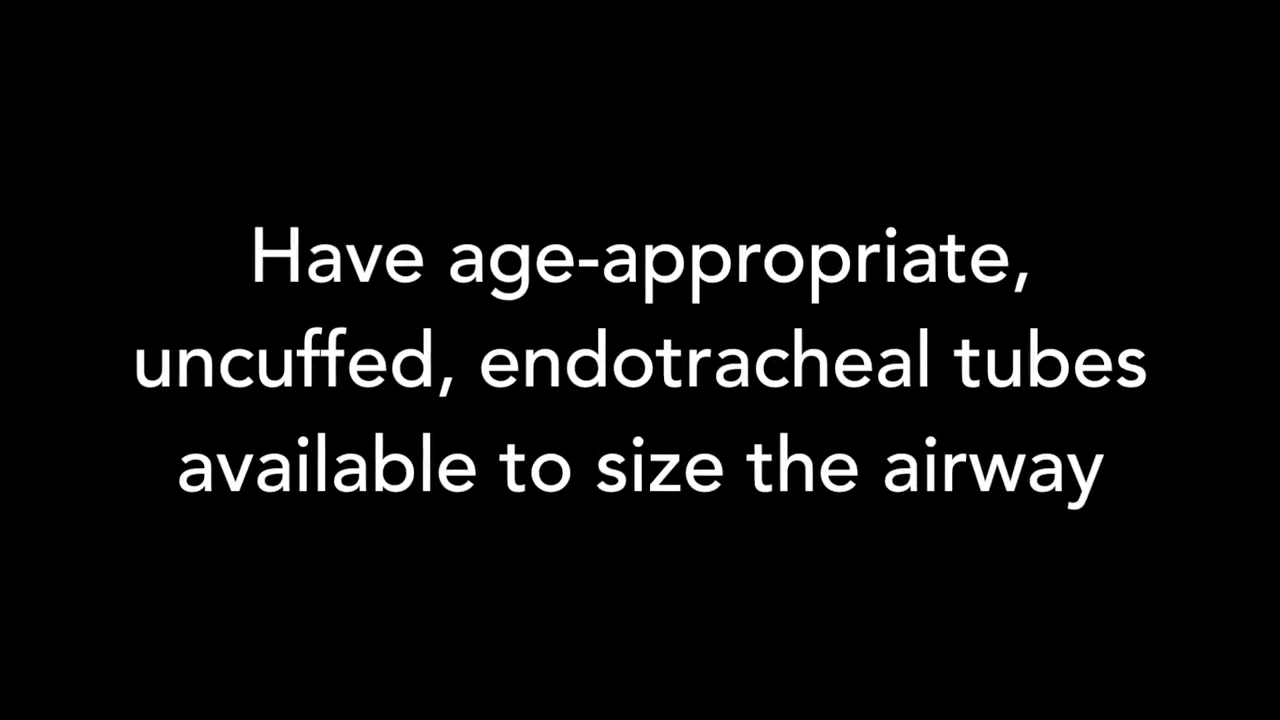 Have age-appropriate,
uncuffed, endotracheal tubes
available to size the airway